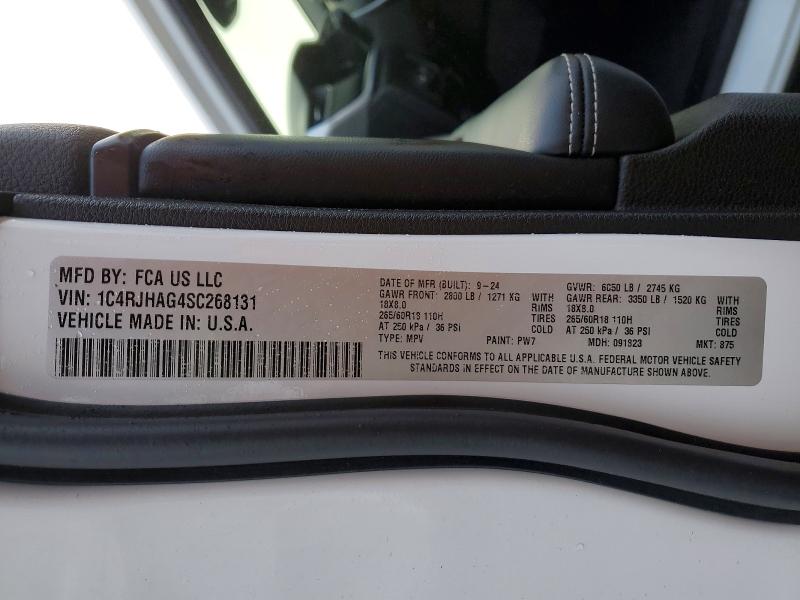 MFD BY: FCA US LLC
VIN: 1C4RJHAG4SC268131
VEHICLE MADE IN: U.S.A.
DATE OF MFR (BUILT): 9-24
GAWR FRONT: 2800 LB / 1271 KG
18X8.0
WITH
RIMS
265/60R18 110H
TIRES
AT 250 kPa / 36 PSI
COLD
TYPE: MPV
PAINT: PW7
GVWR: 6050 LB / 2745 KG
GAWR REAR: 3350 LB / 1520 KG
18X8.0
WITH
RIMS
265/60R18 110H
TIRES
AT 250 kPa / 36 PSI
COLD
MDH: 091823
MKT: 875
THIS VEHICLE CONFORMS TO ALL APPLICABLE U.S.A. FEDERAL MOTOR VEHICLE SAFETY
STANDARDS IN EFFECT ON THE DATE OF MANUFACTURE SHOWN ABOVE.